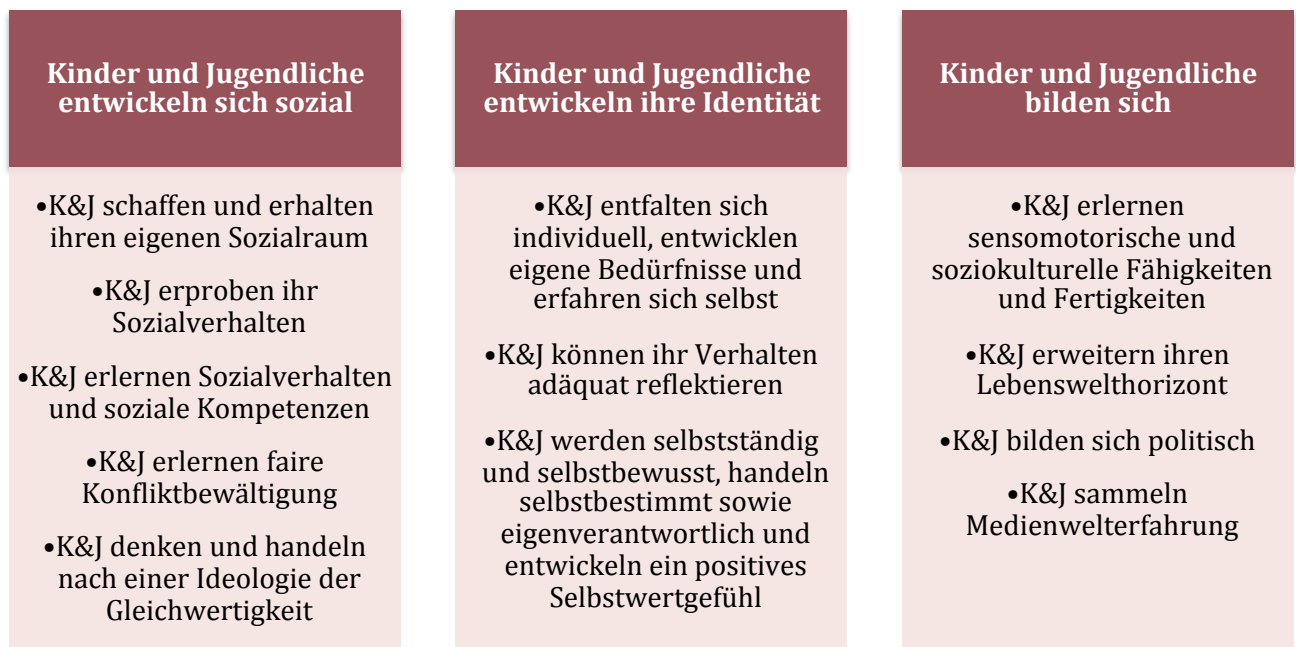 Kinder und Jugendliche
entwickeln sich sozial
•K&J schaffen und erhalten
ihren eigenen Sozialraum
•K&J erproben ihr
Sozialverhalten
•K&J erlernen Sozialverhalten
und soziale Kompetenzen
•K&J erlernen faire
Konfliktbewältigung
•K&J denken und handeln
nach einer Ideologie der
Gleichwertigkeit
Kinder und Jugendliche
entwickeln ihre Identität
•K&J entfalten sich
individuell, entwicklen
eigene Bedürfnisse und
erfahren sich selbst
•K&J können ihr Verhalten
adäquat reflektieren
•K&J werden selbstständig
und selbstbewusst, handeln
selbstbestimmt sowie
eigenverantwortlich und
entwickeln ein positives
Selbstwertgefühl
Kinder und Jugendliche
bilden sich
•K&J erlernen
sensomotorische und
soziokulturelle Fähigkeiten
und Fertigkeiten
•K&J erweitern ihren
Lebenswelthorizont
•K&J bilden sich politisch
•K&J sammeln
Medienwelterfahrung